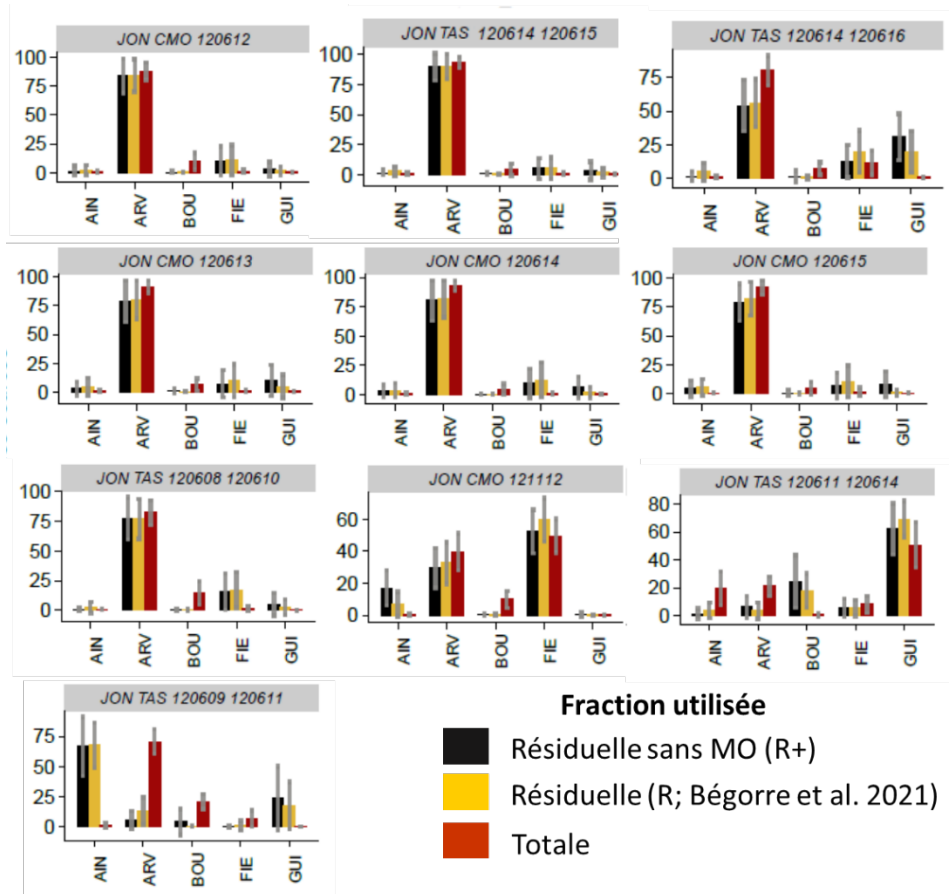 JON CMO 120612
100
75
50
25
0
AIN ARV BOU FIE GUI
JON TAS 120614 120615
100
75
50
25
0
AIN ARV BOU FIE GUI
JON TAS 120614 120616
75
50
25
0
AIN ARV BOU FIE GUI
JON CMO 120613
100
75
50
25
0
AIN ARV BOU FIE GUI
JON CMO 120614
100
75
50
25
0
AIN ARV BOU FIE GUI
JON CMO 120615
100
75
50
25
0
AIN ARV BOU FIE GUI
JON TAS 120608 120610
100
75
50
25
0
AIN ARV BOU FIE GUI
JON CMO 121112
60
40
20
0
AIN ARV BOU FIE GUI
JON TAS 120611 120614
80
60
40
20
0
AIN ARV BOU FIE GUI
JON TAS 120609 120611
75
50
25
0
AIN ARV BOU FIE GUI
Fraction utilisée
Résiduelle sans MO (R+)
Résiduelle (R; Bégorre et al. 2021)
Totale